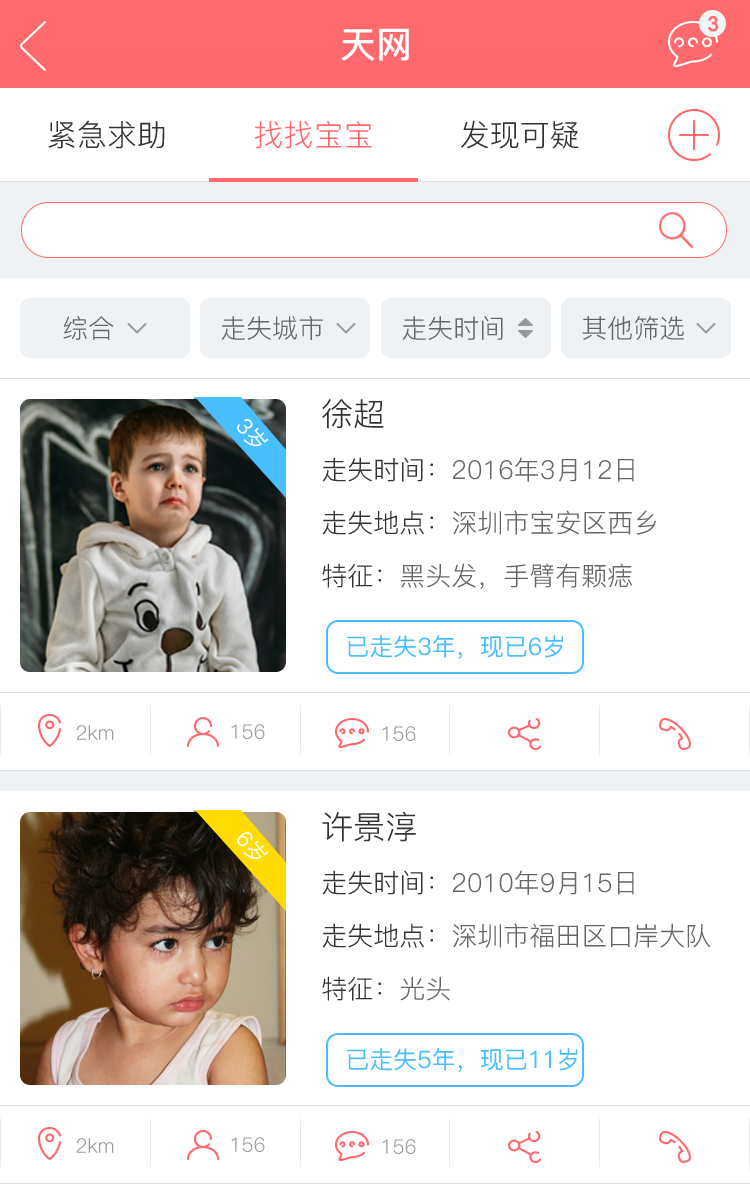 天网
3
紧急求助 找找宝宝 发现可疑
综合 走失城市 走失时间 其他筛选
3岁
徐超
走失时间：2016年3月12日
走失地点：深圳市宝安区西乡
特征：黑头发，手臂有颗痣
已走失3年，现已6岁
2km 156 156
6岁
许景淳
走失时间：2010年9月15日
走失地点：深圳市福田区口岸大队
特征：光头
已走失5年，现已11岁
2km 156 156